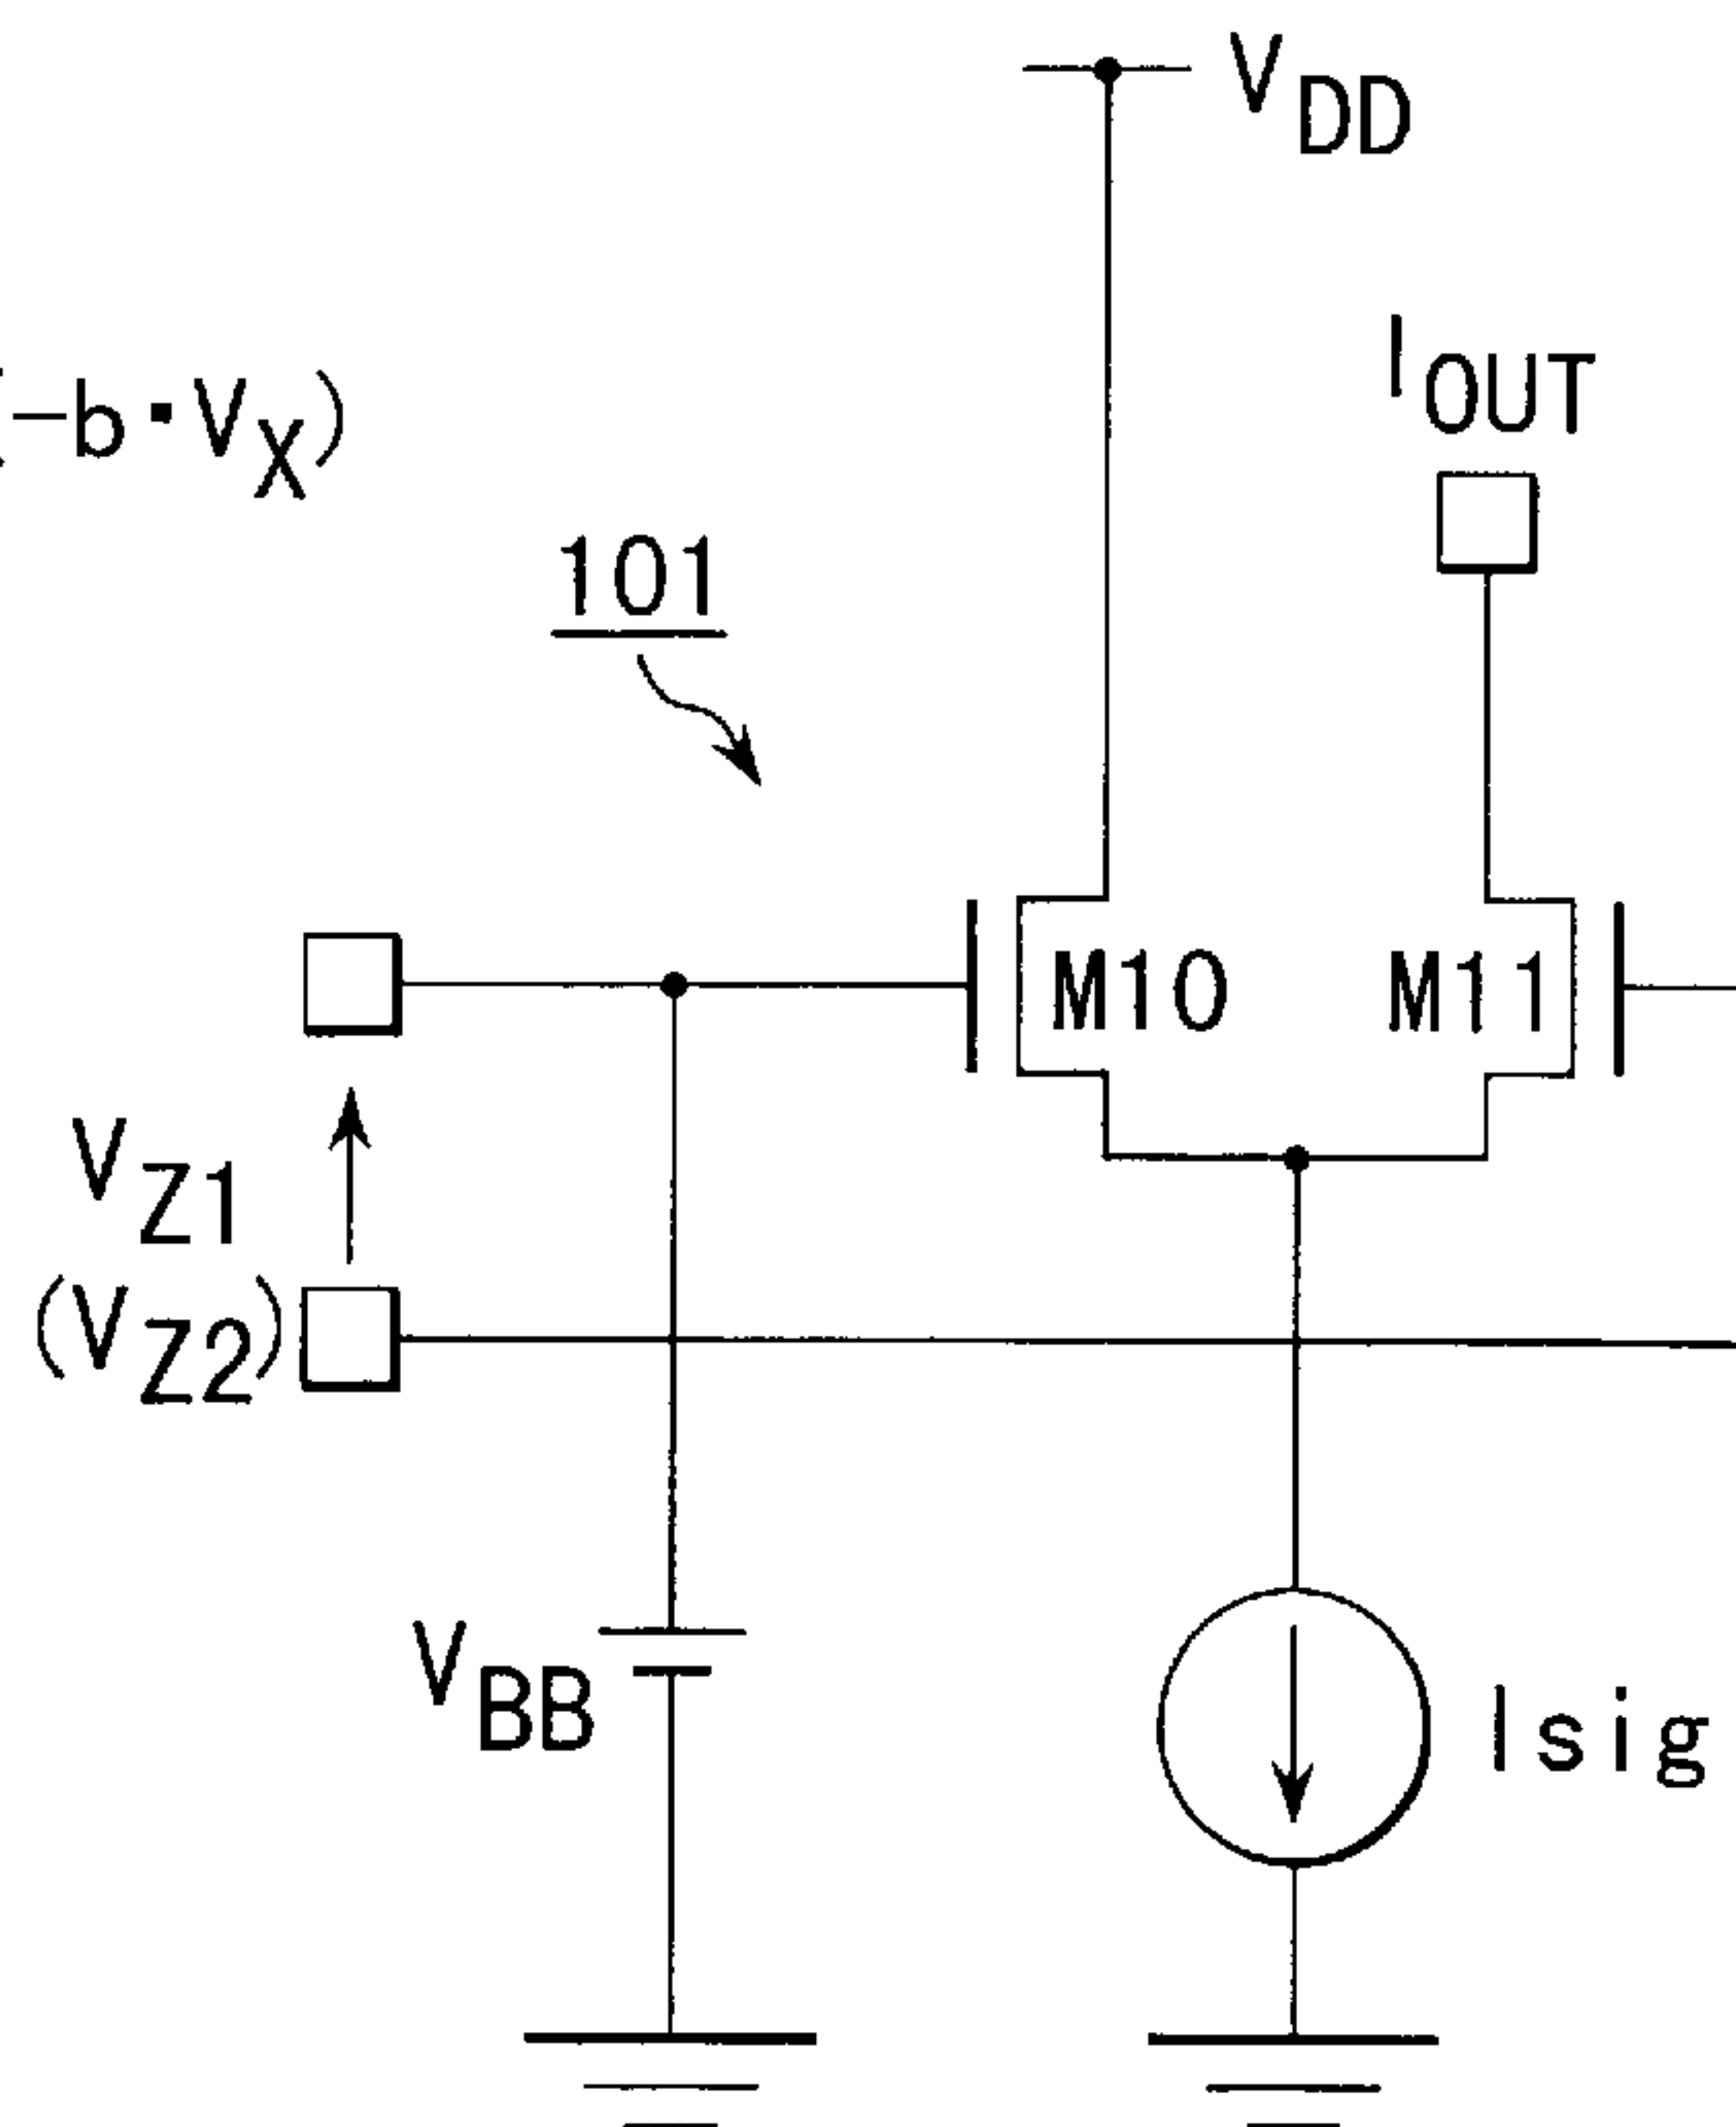 V_DD
I_OUT
−b・V_X)
101
M10 M11
V_Z1
(V_Z2)
V_BB
Isig